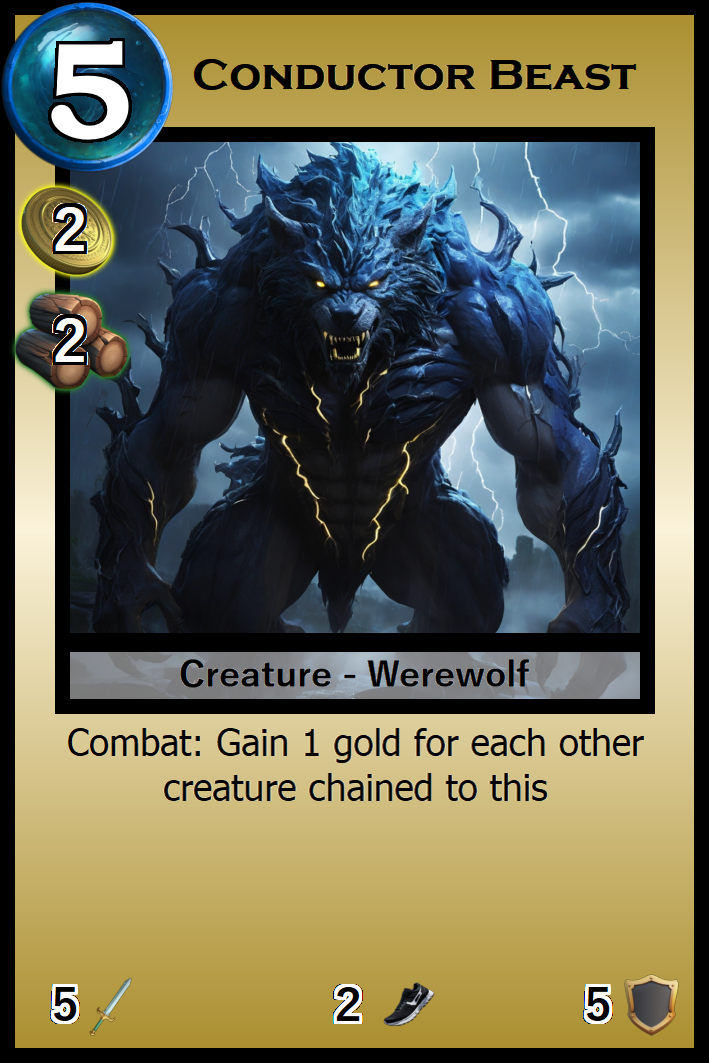 5
Conductor Beast
2
2
Creature - Werewolf
Combat: Gain 1 gold for each other
creature chained to this
5 2 5